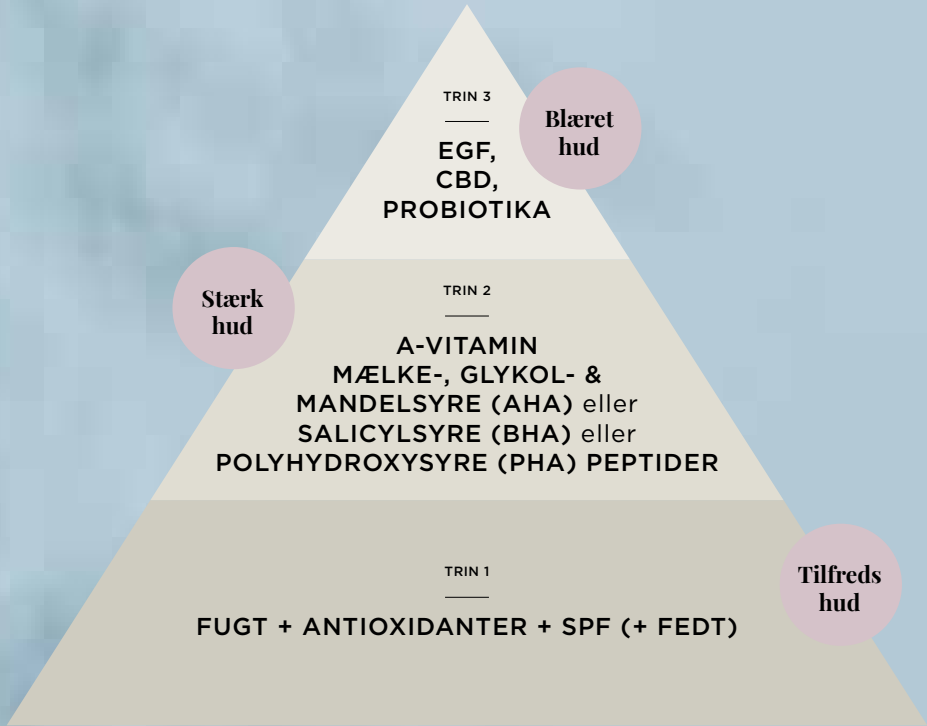 TRIN 3
EGF,
CBD,
PROBIOTIKA
Blæret
hud
TRIN 2
A-VITAMIN
MÆLKE-, GLYKOL- &
MANDELSYRE (AHA) eller
SALICYLSYRE (BHA) eller
POLYHYDROXYSYRE (PHA) PEPTIDER
Stærk
hud
TRIN 1
FUGT + ANTIOXIDANTER + SPF (+ FEDT)
Tilfreds
hud